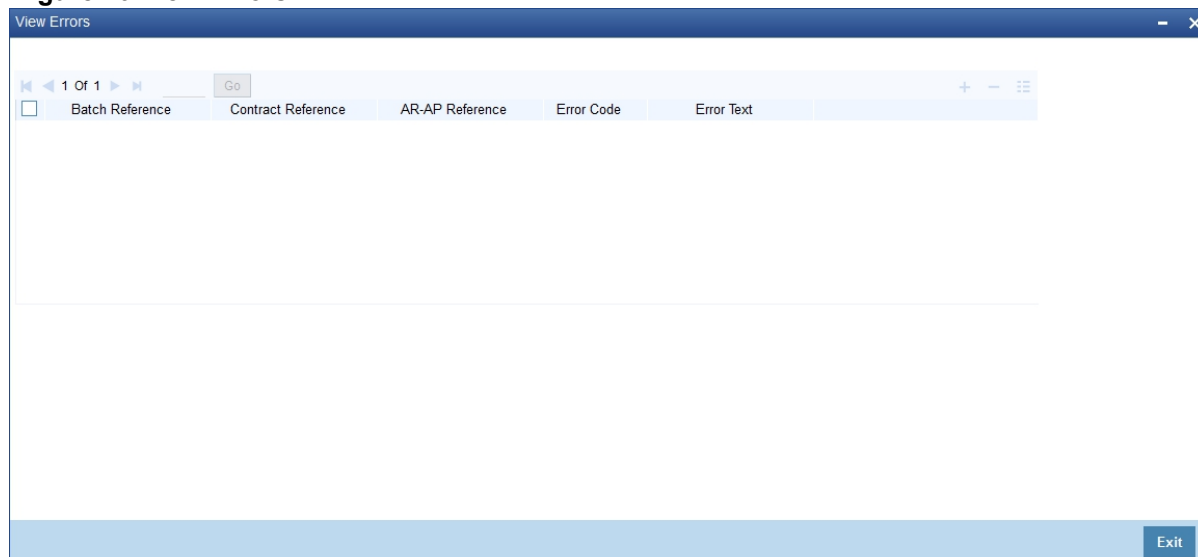 View Errors
1 Of 1 Go
Batch Reference Contract Reference AR-AP Reference Error Code Error Text
Exit